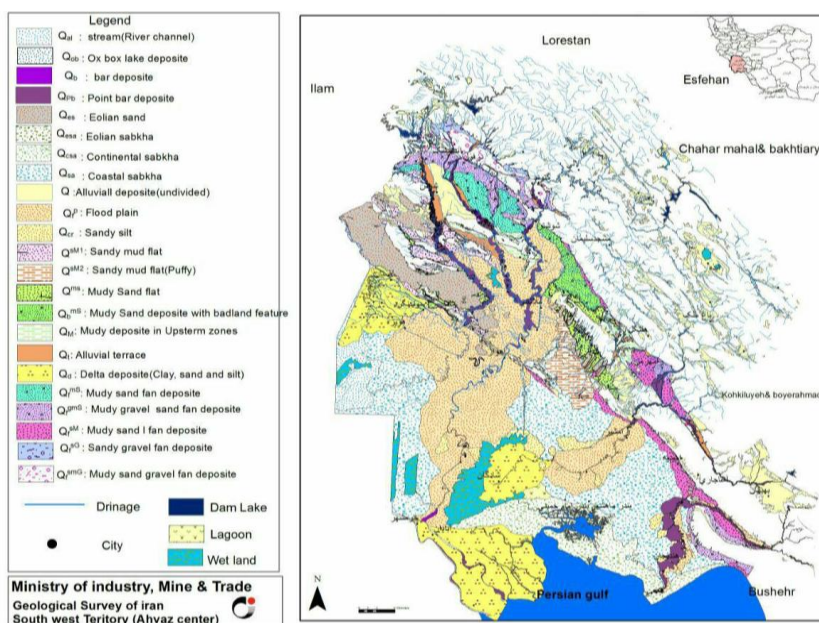 Legend
Qal : stream(River channel)
Qob : Ox box lake deposite
Qb : bar deposite
QPb : Point bar deposite
Qes : Eolian sand
Qesa : Eolian sabkha
Qcsa : Continental sabkha
Qsa : Coastal sabkha
Q :Alluviall deposite(undivided)
Qfp : Flood plain
Qcr : Sandy silt
QsM1 : Sandy mud flat
QsM2 : Sandy mud flat(Puffy)
Qms : Mudy Sand flat
QbmS : Mudy Sand deposite with badland feature
QM : Mudy deposite in Upsterm zones
Qt : Alluvial terrace
Qd : Delta deposite(Clay, sand and silt)
QfmS : Mudy sand fan deposite
QfgmS : Mudy gravel sand fan deposite
QfsM : Mudy sand l fan deposite
QfsG : Sandy gravel fan deposite
QfsmG : Mudy sand gravel fan deposite
Drinage
Dam Lake
City
Lagoon
Wet land
Ministry of industry, Mine & Trade
Geological Survey of iran
South west Teritory (Ahvaz center)
Lorestan
Ilam
Esfehan
Chahar mahal& bakhtiary
Kohkiluyeh& boyerahmad
Bushehr
Persian gulf
N